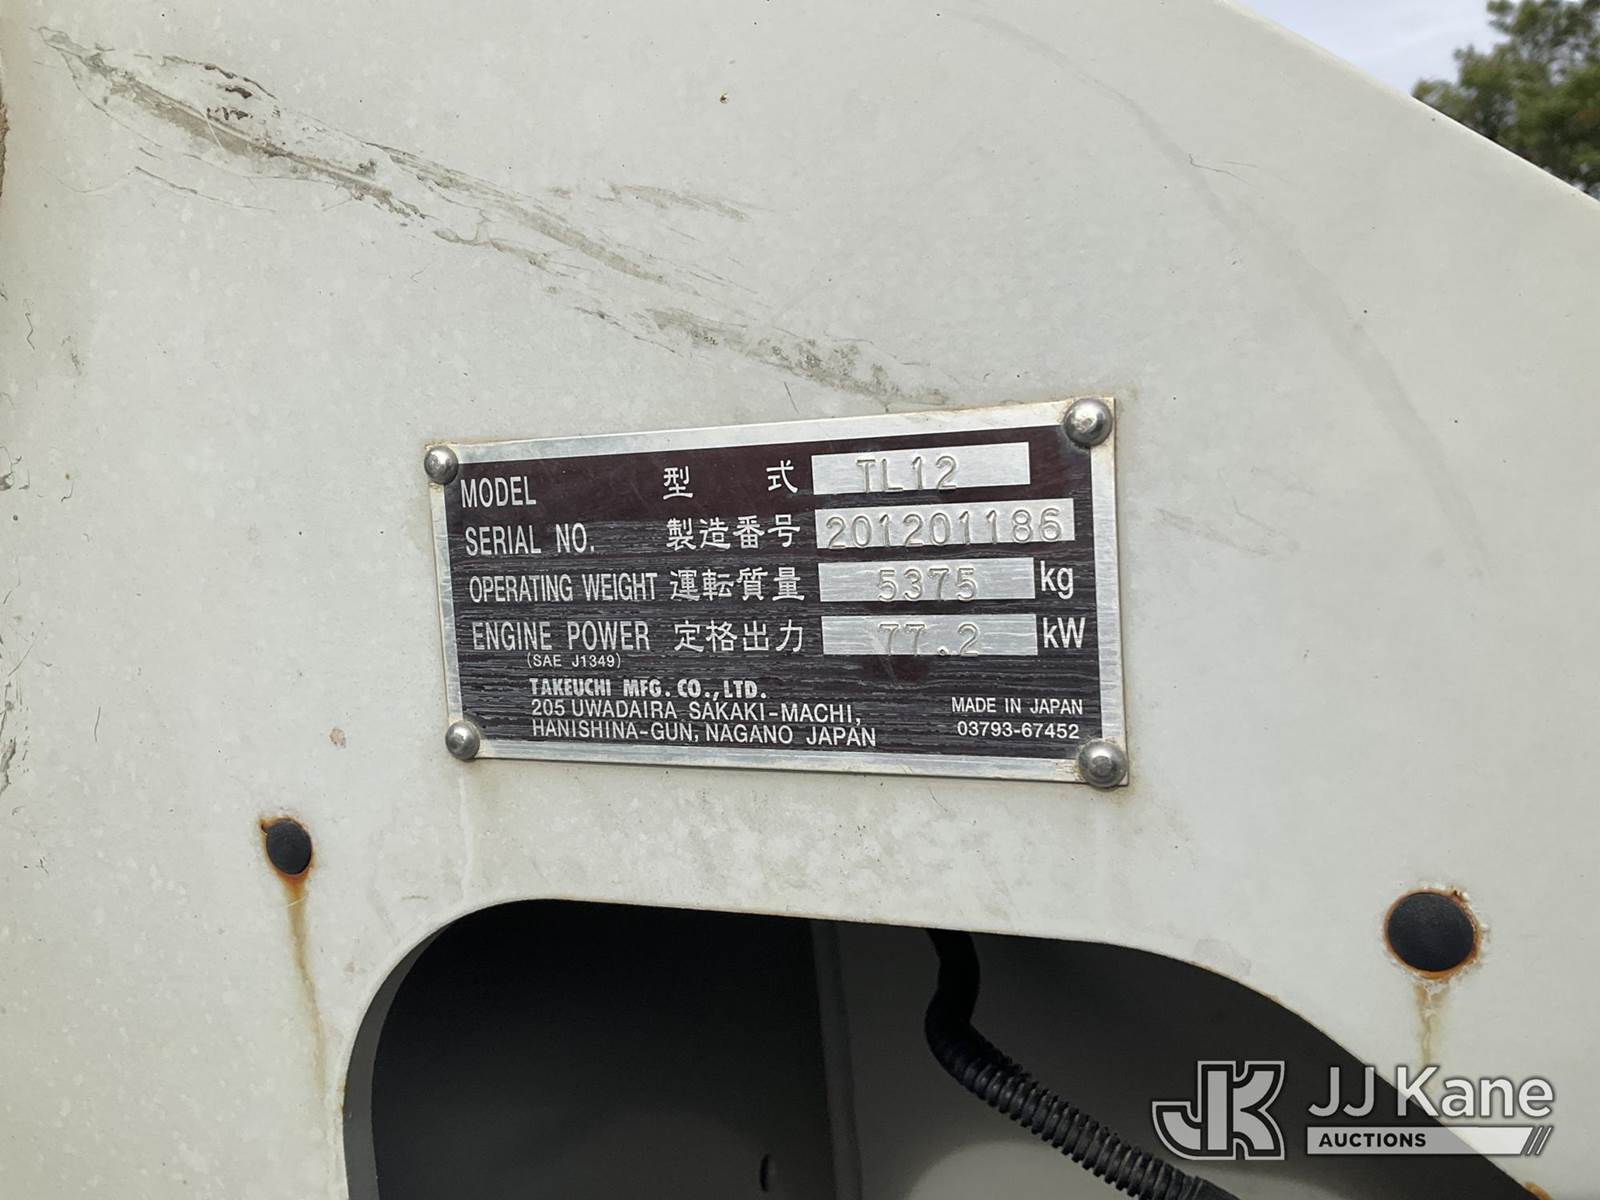 MODEL 型 式 TL12
SERIAL NO. 製造番号 201201186
OPERATING WEIGHT 運転質量 5375 kg
ENGINE POWER 定格出力 77.2 kW
(SAE J1349)
TAKEUCHI MFG. CO., LTD.
205 UWADAIRA SAKAKI-MACHI,
HANISHINA-GUN, NAGANO JAPAN
MADE IN JAPAN
03793-67452
JK JJ Kane
AUCTIONS